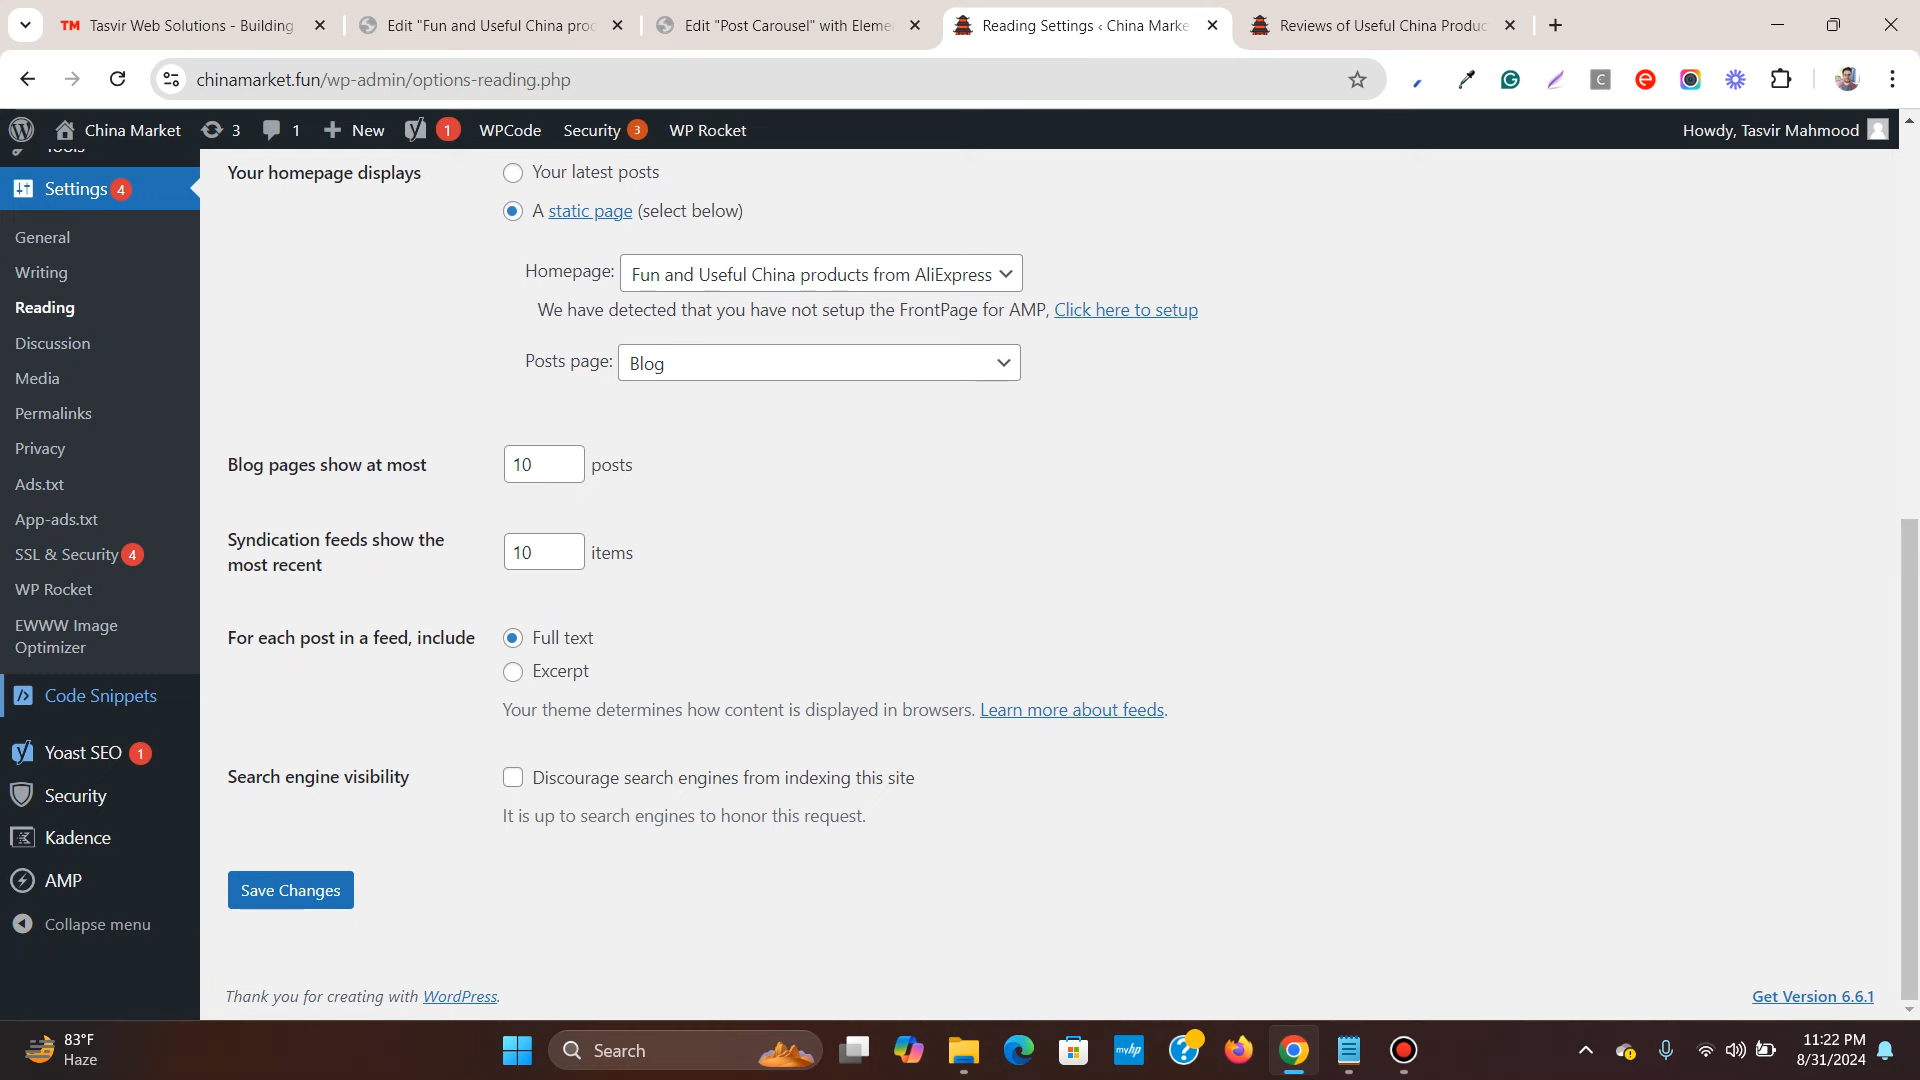 Tasvir Web Solutions - Building
Edit "Fun and Useful China proc
Edit "Post Carousel" with Eleme
Reading Settings ‹ China Marke
Reviews of Useful China Produc
chinamarket.fun/wp-admin/options-reading.php
China Market 3 1 New 1 WPCode Security 3 WP Rocket Howdy, Tasvir Mahmood
Tools
Settings 4
General
Writing
Reading
Discussion
Media
Permalinks
Privacy
Ads.txt
App-ads.txt
SSL & Security 4
WP Rocket
EWWW Image
Optimizer
Code Snippets
Yoast SEO 1
Security
Kadence
AMP
Collapse menu
Your homepage displays
Your latest posts
A static page (select below)
Homepage: Fun and Useful China products from AliExpress
We have detected that you have not setup the FrontPage for AMP, Click here to setup
Posts page: Blog
Blog pages show at most 10 posts
Syndication feeds show the
most recent
10 items
For each post in a feed, include
Full text
Excerpt
Your theme determines how content is displayed in browsers. Learn more about feeds.
Search engine visibility
Discourage search engines from indexing this site
It is up to search engines to honor this request.
Save Changes
Thank you for creating with WordPress.
Get Version 6.6.1
83°F
Haze
Search
myhp
11:22 PM
8/31/2024